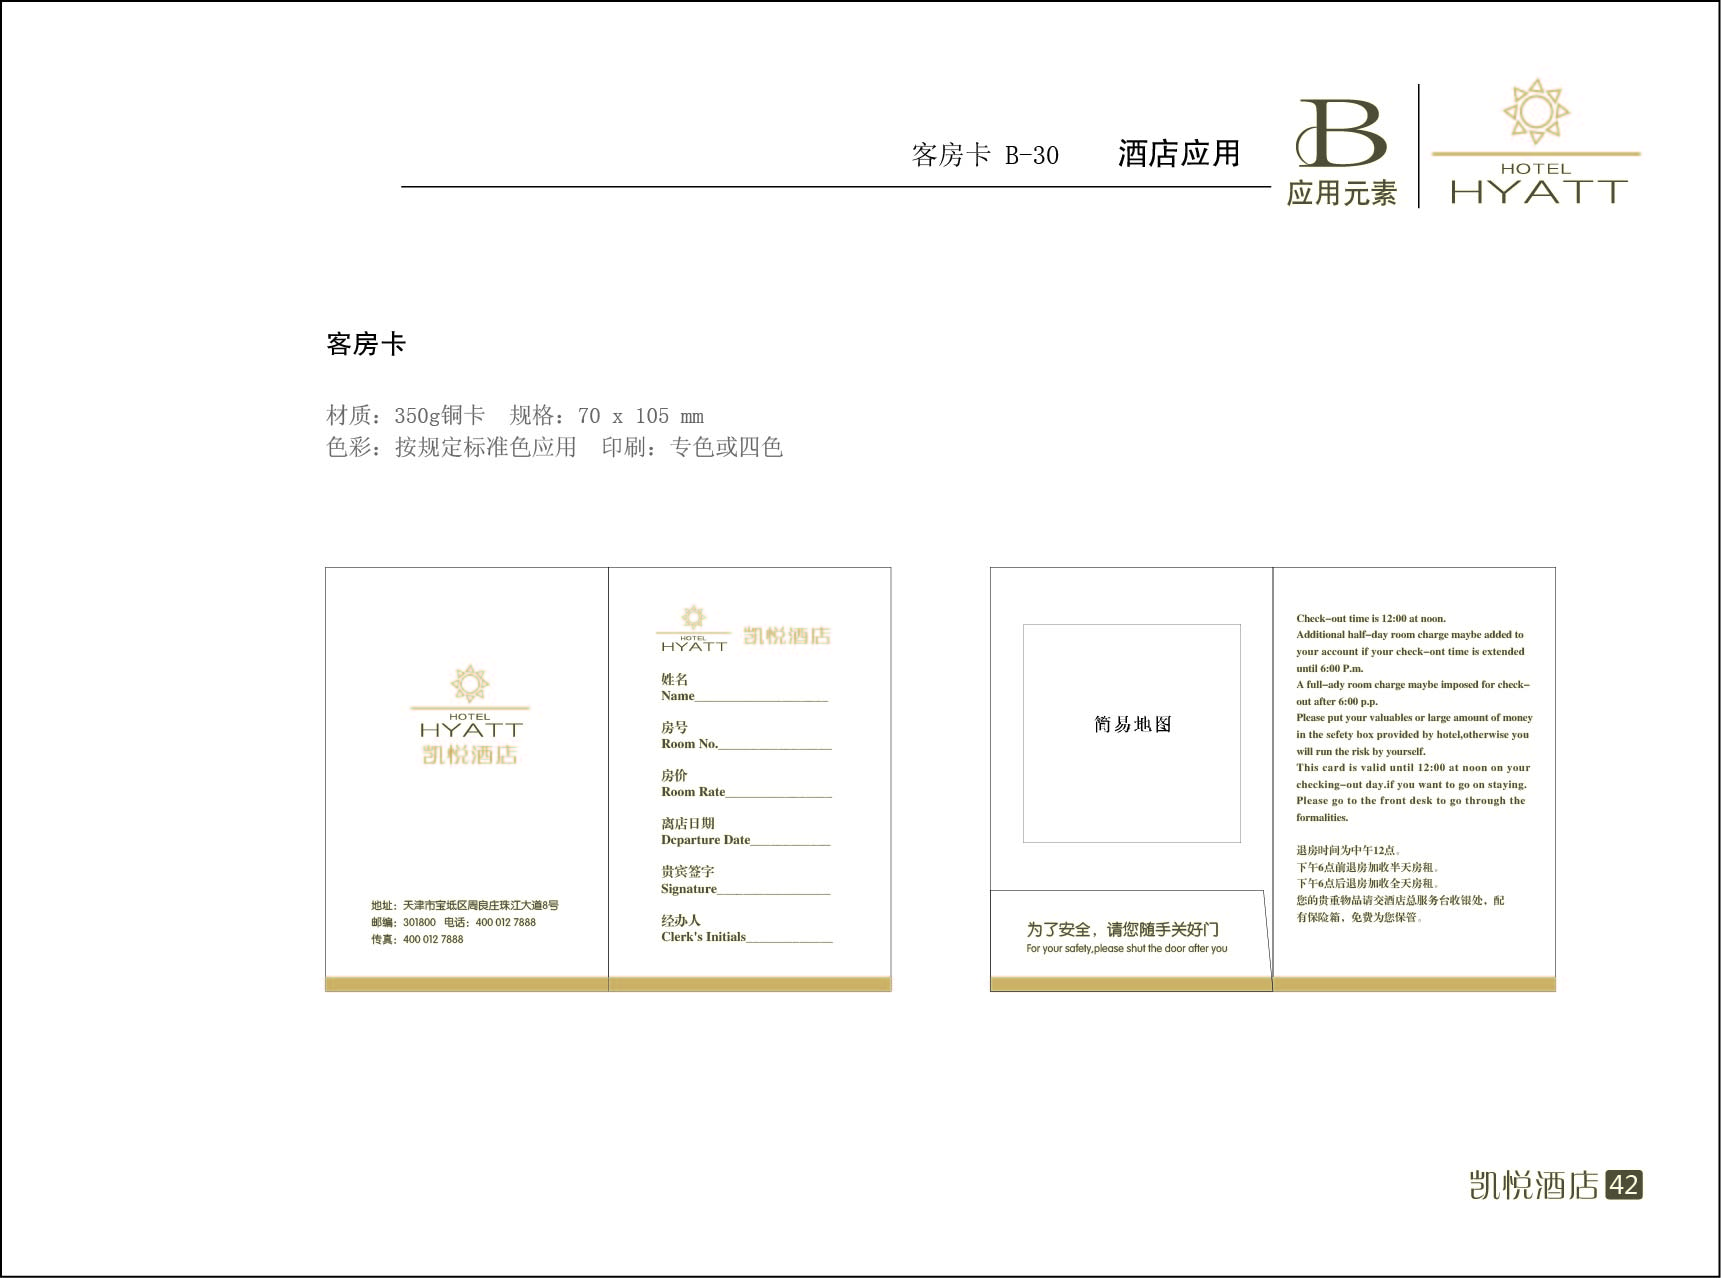 客房卡 B-30 酒店应用
B
应用元素
HOTEL
HYATT
客房卡
材质：350g铜卡 规格：70 x 105 mm
色彩：按规定标准色应用 印刷：专色或四色
HOTEL
HYATT
凯悦酒店
地址：天津市宝坻区周良庄珠江大道8号
邮编：301800 电话：400 012 7888
传真：400 012 7888
HOTEL
HYATT
凯悦酒店
姓名
Name____________________
房号
Room No._________________
房价
Room Rate________________
离店日期
Dcparture Date____________
贵宾签字
Signature_________________
经办人
Clerk's Initials_____________
简易地图
为了安全，请您随手关好门
For your safety,please shut the door after you
Check-out time is 12:00 at noon.
Additional half-day room charge maybe added to
your account if your check-ont time is extended
until 6:00 P.m.
A full-ady room charge maybe imposed for check-
out after 6:00 p.p.
Please put your valuables or large amount of money
in the sefety box provided by hotel,otherwise you
will run the risk by yourself.
This card is valid until 12:00 at noon on your
checking-out day.if you want to go on staying.
Please go to the front desk to go through the
formalities.
退房时间为中午12点。
下午6点前退房加收半天房租。
下午6点后退房加收全天房租。
您的贵重物品请交酒店总服务台收银处，配
有保险箱，免费为您保管。
凯悦酒店 42